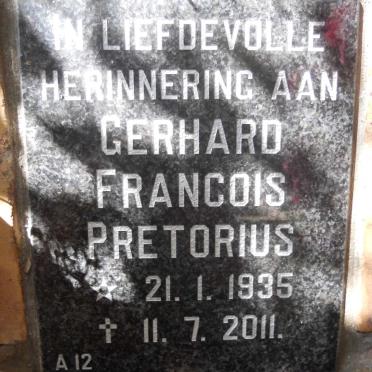 IN LIEFDEVOLLE
HERINNERING AAN
GERHARD
FRANCOIS
PRETORIUS
☆ 21. 1. 1935
✝ 11. 7. 2011.
A 12